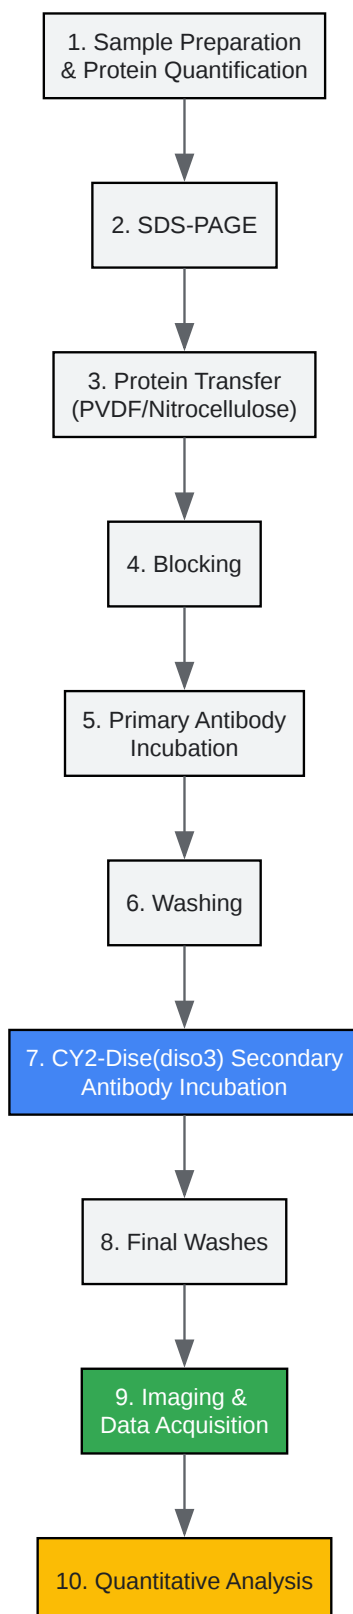 1. Sample Preparation
& Protein Quantification
2. SDS-PAGE
3. Protein Transfer
(PVDF/Nitrocellulose)
4. Blocking
5. Primary Antibody
Incubation
6. Washing
7. CY2-Dise(diso3) Secondary
Antibody Incubation
8. Final Washes
9. Imaging &
Data Acquisition
10. Quantitative Analysis